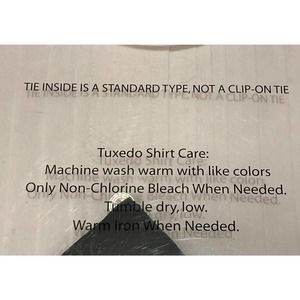 TIE INSIDE IS A STANDARD TYPE, NOT A CLIP-ON TIE
Tuxedo Shirt Care:
Machine wash warm with like colors
Only Non-Chlorine Bleach When Needed.
Tumble dry, low.
Warm Iron When Needed.